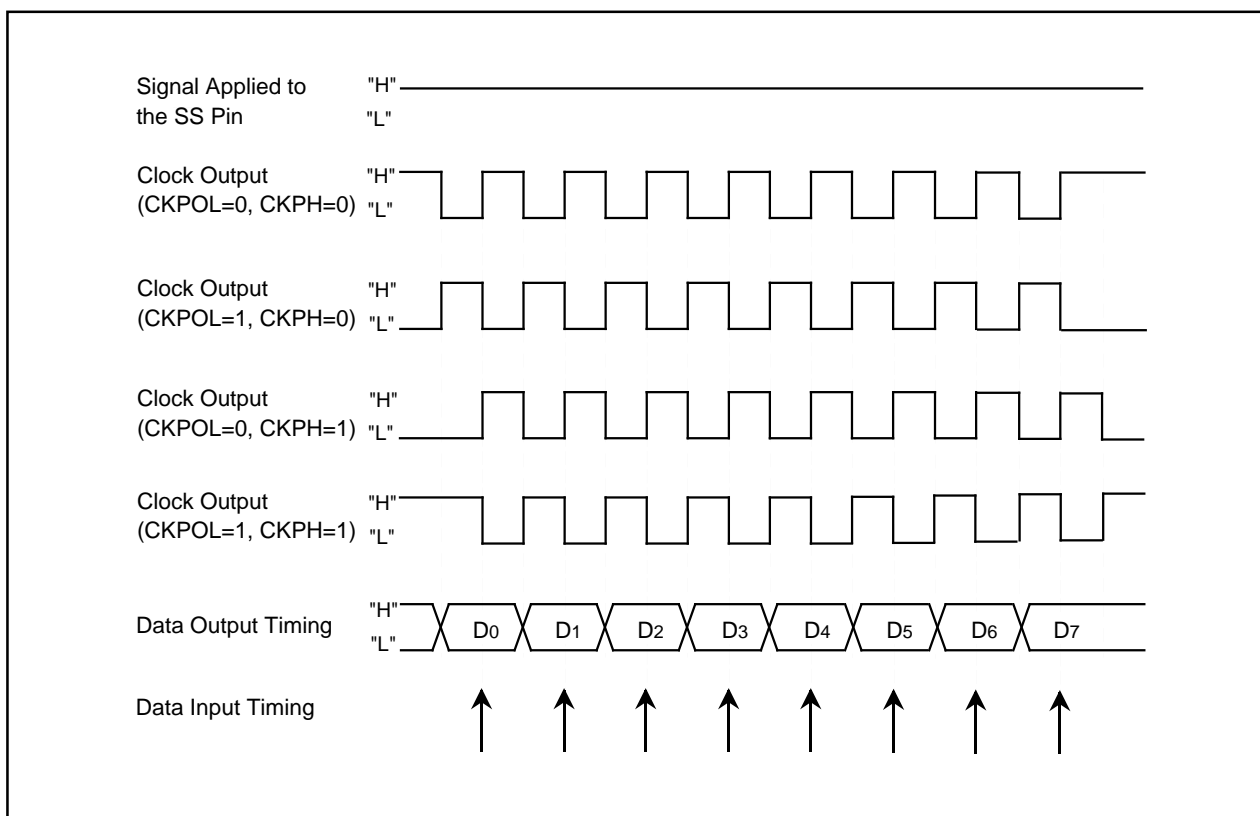 Signal Applied to
the SS Pin
"H"
"L"
Clock Output
(CKPOL=0, CKPH=0)
"H"
"L"
Clock Output
(CKPOL=1, CKPH=0)
"H"
"L"
Clock Output
(CKPOL=0, CKPH=1)
"H"
"L"
Clock Output
(CKPOL=1, CKPH=1)
"H"
"L"
Data Output Timing
"H"
"L"
D0 D1 D2 D3 D4 D5 D6 D7
Data Input Timing